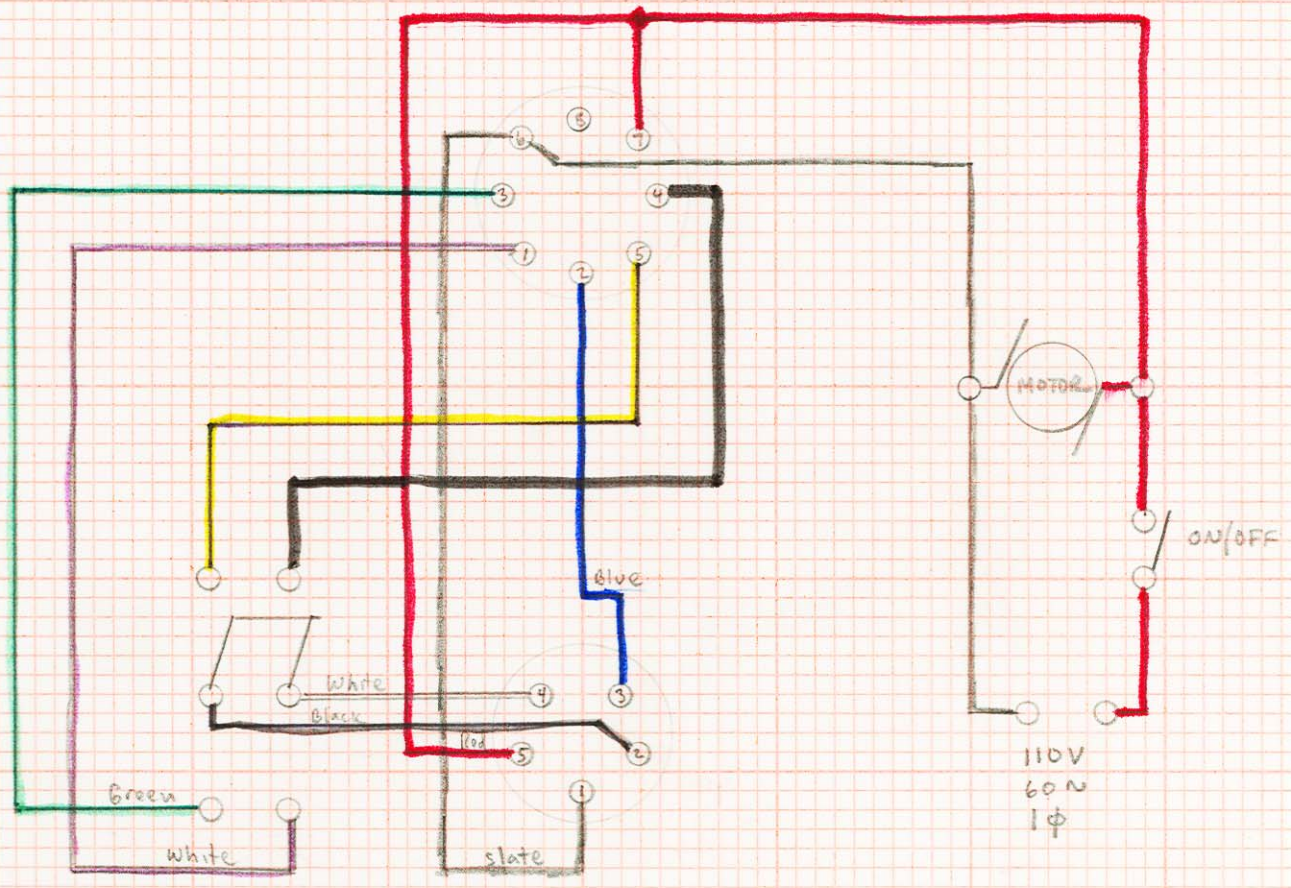 8
6
7
3
4
1
5
2
MOTOR
ON/OFF
Blue
White
4
3
Black
Red
5
2
110V
60~
1
Green
1ϕ
White
slate